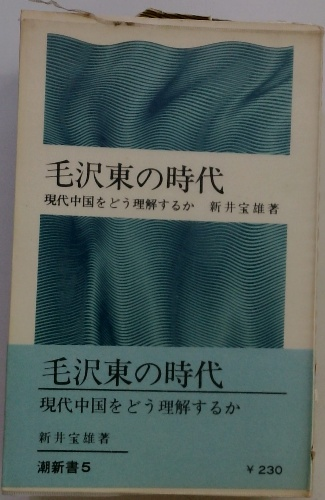 毛沢東の時代
現代中国をどう理解するか 新井宝雄著
毛沢東の時代
現代中国をどう理解するか
新井宝雄著
潮新書5 ¥230